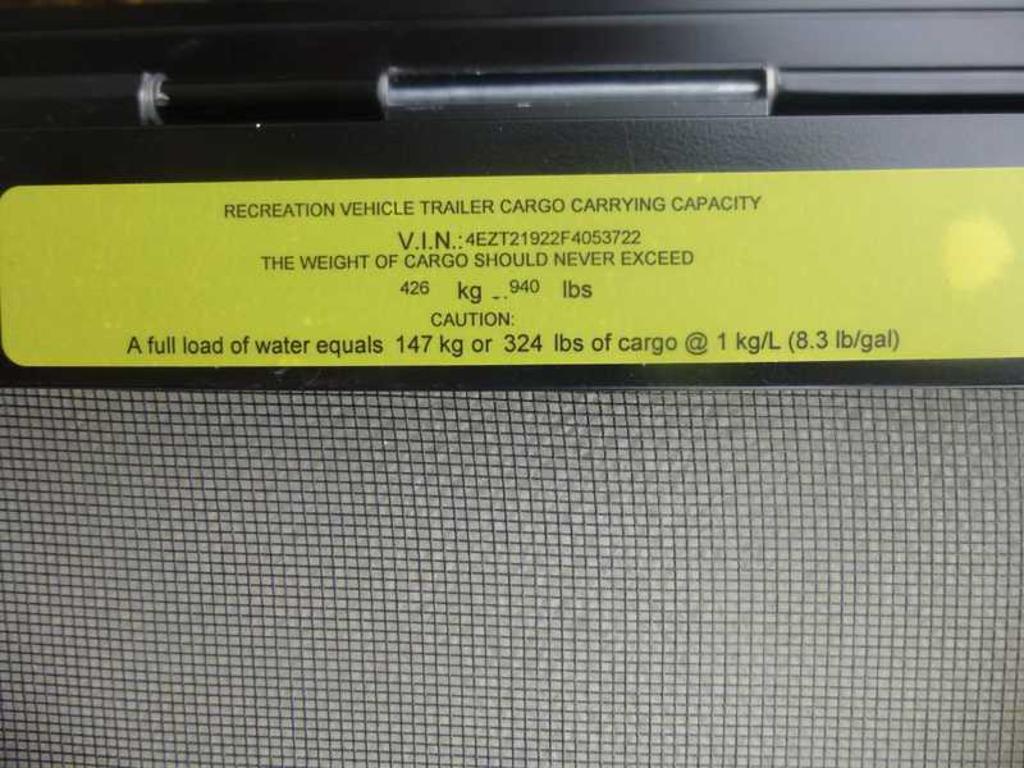 RECREATION VEHICLE TRAILER CARGO CARRYING CAPACITY
V.I.N.: 4EZT21922F4053722
THE WEIGHT OF CARGO SHOULD NEVER EXCEED
426 kg .. 940 lbs
CAUTION:
A full load of water equals 147 kg or 324 lbs of cargo @ 1 kg/L (8.3 lb/gal)